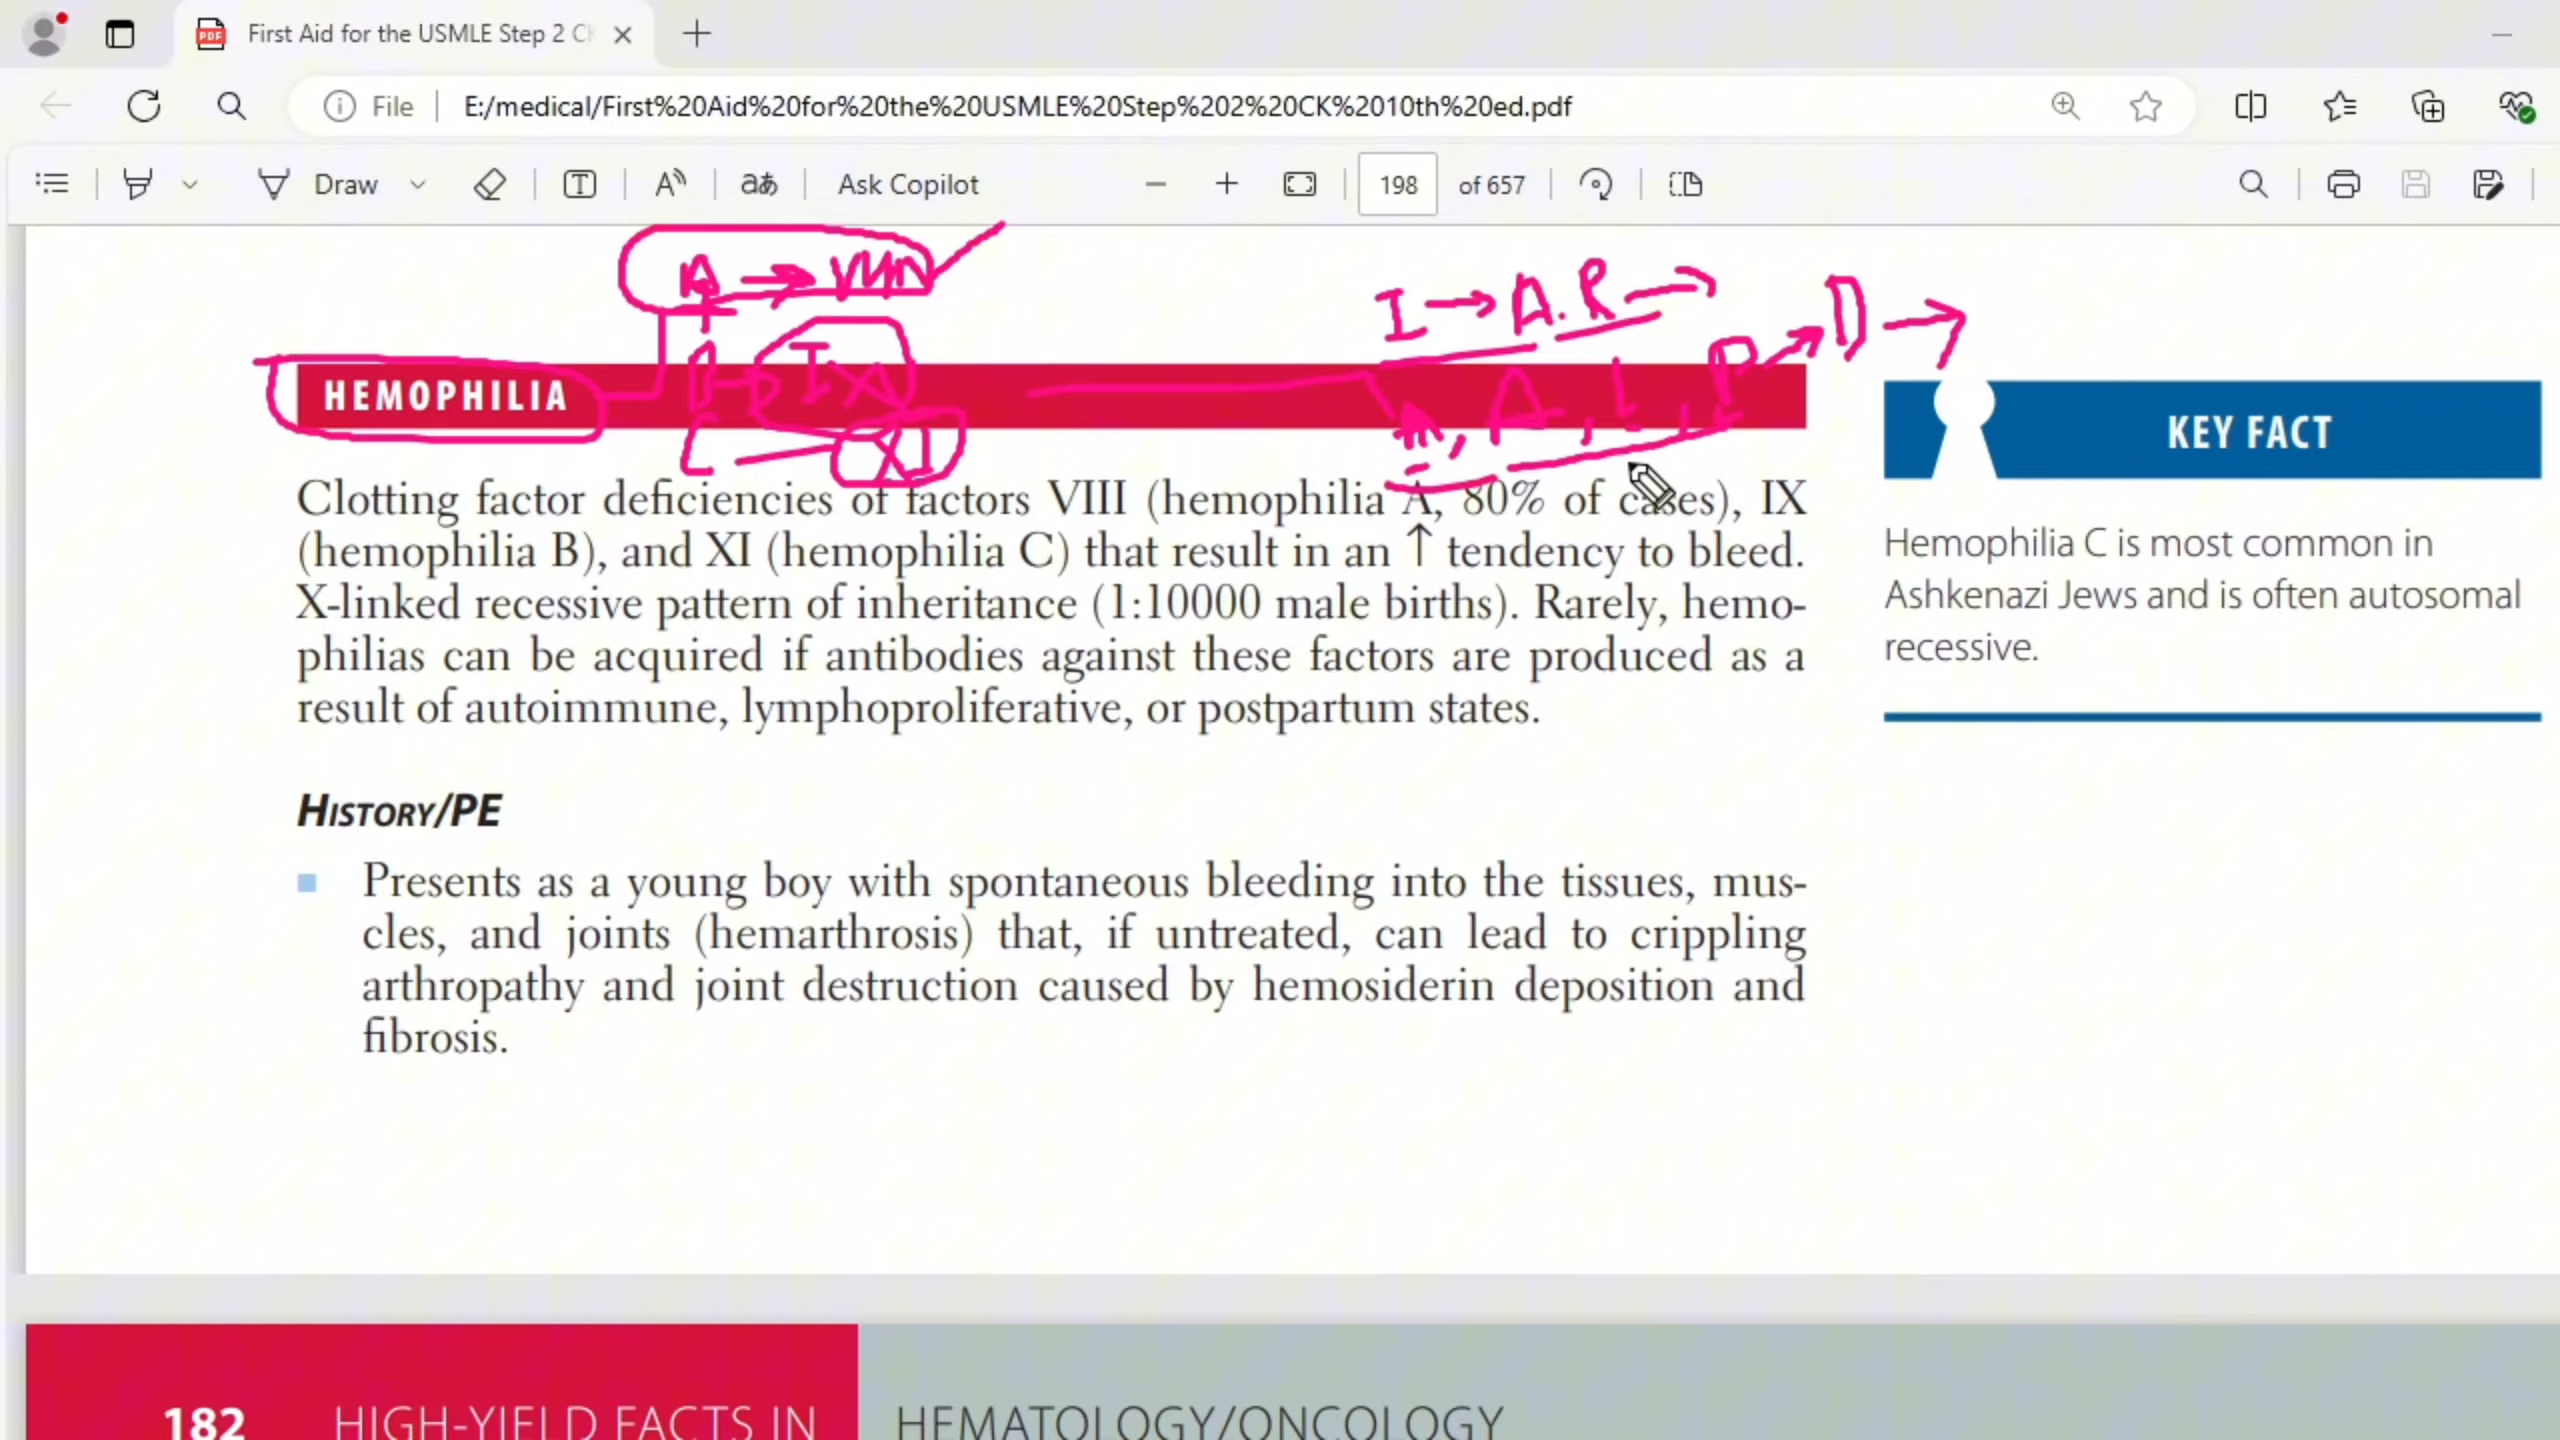 First Aid for the USMLE Step 2 CK
File
E:/medical/First%20Aid%20for%20the%20USMLE%20Step%202%20CK%2010th%20ed.pdf
Draw
Ask Copilot
198 of 657
A → VIII
I → A.R →
B → IX
A, L, P → D →
C — XI
HEMOPHILIA
KEY FACT
Clotting factor deficiencies of factors VIII (hemophilia A, 80% of cases), IX
(hemophilia B), and XI (hemophilia C) that result in an ↑ tendency to bleed.
X-linked recessive pattern of inheritance (1:10000 male births). Rarely, hemo-
philias can be acquired if antibodies against these factors are produced as a
result of autoimmune, lymphoproliferative, or postpartum states.
Hemophilia C is most common in
Ashkenazi Jews and is often autosomal
recessive.
HISTORY/PE
■ Presents as a young boy with spontaneous bleeding into the tissues, mus-
cles, and joints (hemarthrosis) that, if untreated, can lead to crippling
arthropathy and joint destruction caused by hemosiderin deposition and
fibrosis.
182 HIGH-YIELD FACTS IN HEMATOLOGY/ONCOLOGY